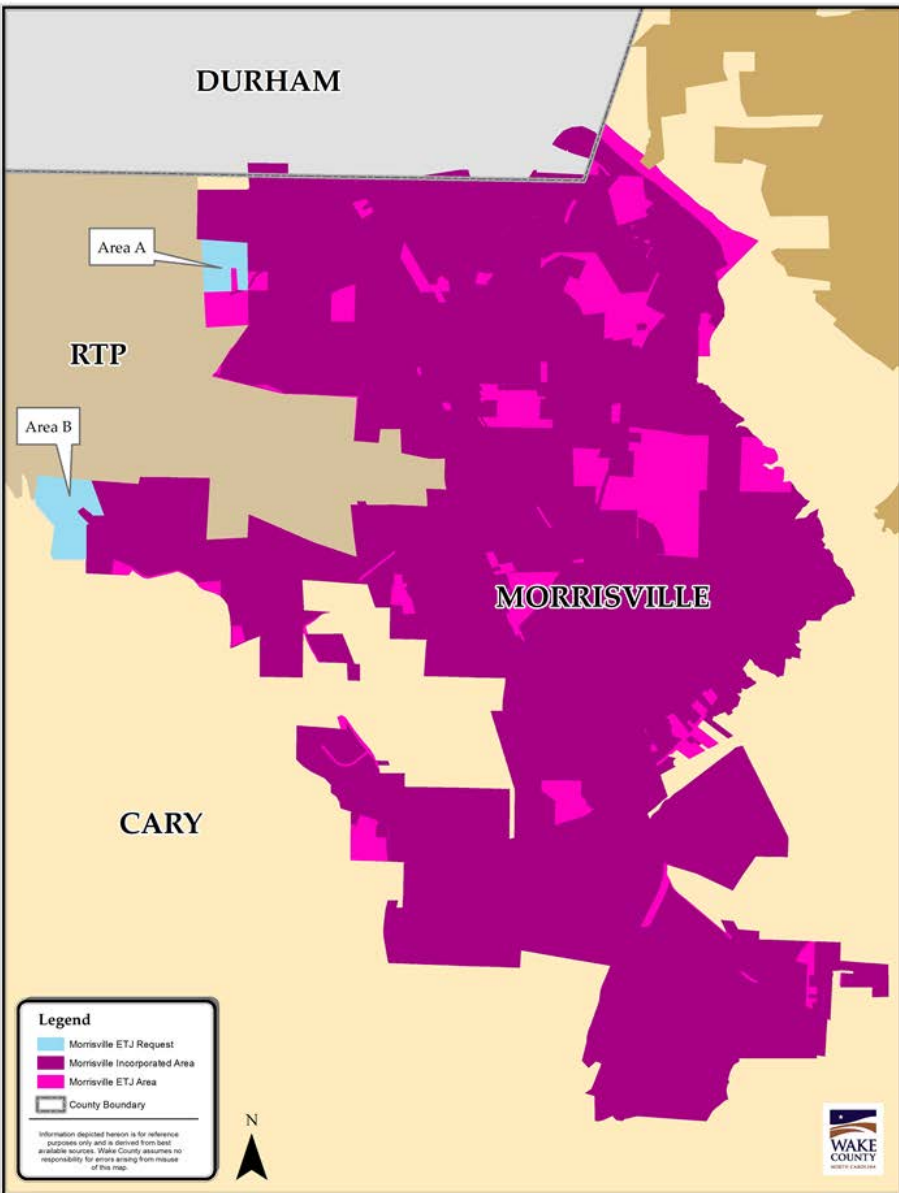 DURHAM
Area A
RTP
Area B
MORRISVILLE
CARY
Legend
Morrisville ETJ Request
Morrisville Incorporated Area
Morrisville ETJ Area
County Boundary
Information depicted hereon is for reference
purposes only and is derived from best
available sources. Wake County assumes no
responsibility for errors arising from misuse
of this map.
N
WAKE
COUNTY
NORTH CAROLINA